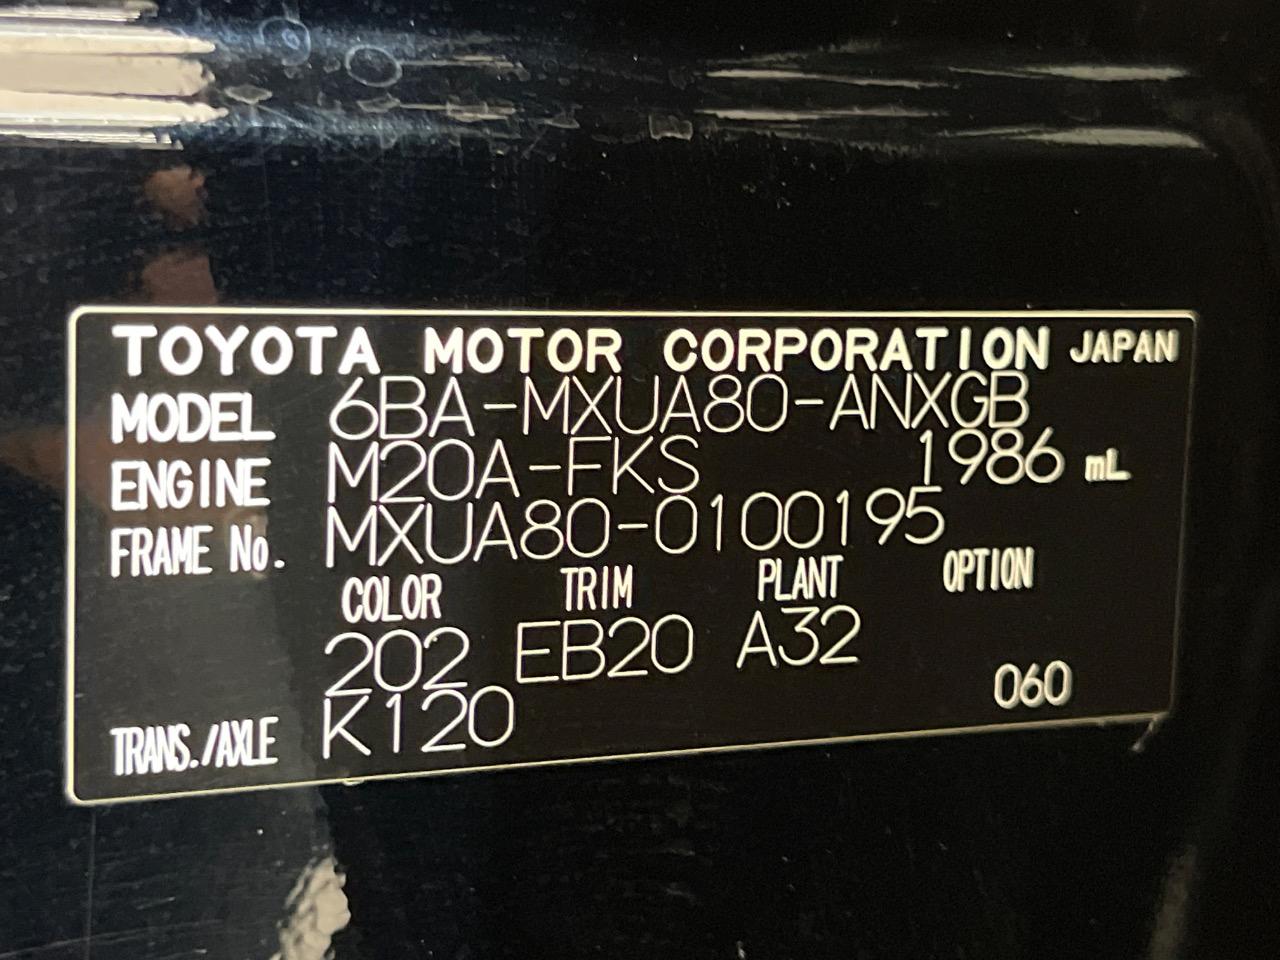 TOYOTA MOTOR CORPORATION JAPAN
MODEL 6BA-MXUA80-ANXGB
ENGINE M20A-FKS 1986 mL
FRAME No. MXUA80-0100195
COLOR TRIM PLANT OPTION
202 EB20 A32
060
TRANS./AXLE K120